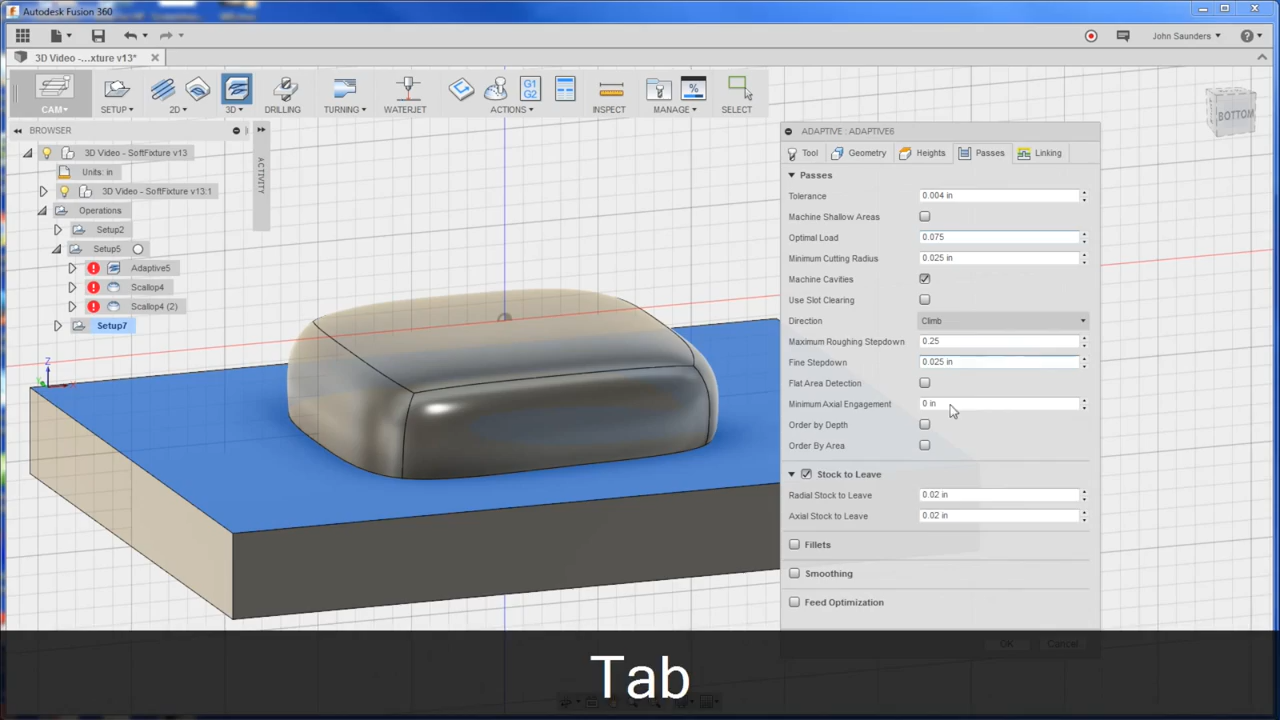 Autodesk Fusion 360
John Saunders
3D Video -...xture v13*
CAM
SETUP
2D
3D
DRILLING
TURNING
WATERJET
G1
G2
ACTIONS
INSPECT
%
MANAGE
SELECT
BROWSER
ACTIVITY
3D Video - SoftFixture v13
Units: in
3D Video - SoftFixture v13:1
Operations
Setup2
Setup5
Adaptive5
Scallop4
Scallop4 (2)
Setup7
Z
BOTTOM
ADAPTIVE : ADAPTIVE6
Tool
Geometry
Heights
Passes
Linking
Passes
Tolerance 0.004 in
Machine Shallow Areas
Optimal Load 0.075
Minimum Cutting Radius 0.025 in
Machine Cavities
Use Slot Clearing
Direction Climb
Maximum Roughing Stepdown 0.25
Fine Stepdown 0.025 in
Flat Area Detection
Minimum Axial Engagement 0 in
Order by Depth
Order By Area
Stock to Leave
Radial Stock to Leave 0.02 in
Axial Stock to Leave 0.02 in
Fillets
Smoothing
Feed Optimization
OK Cancel
Tab